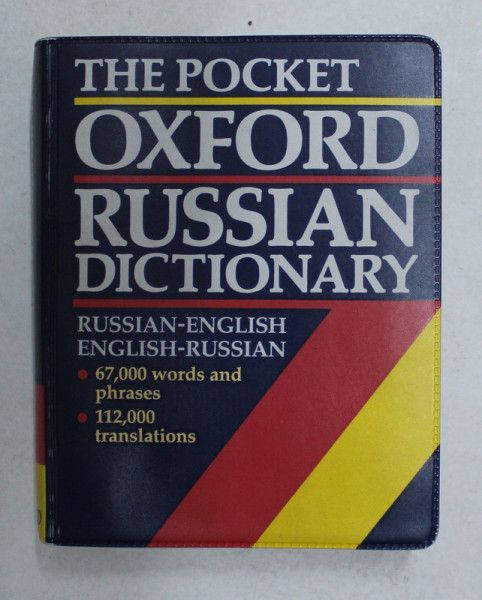 THE POCKET
OXFORD
RUSSIAN
DICTIONARY
RUSSIAN-ENGLISH
ENGLISH-RUSSIAN
• 67,000 words and
phrases
• 112,000
translations